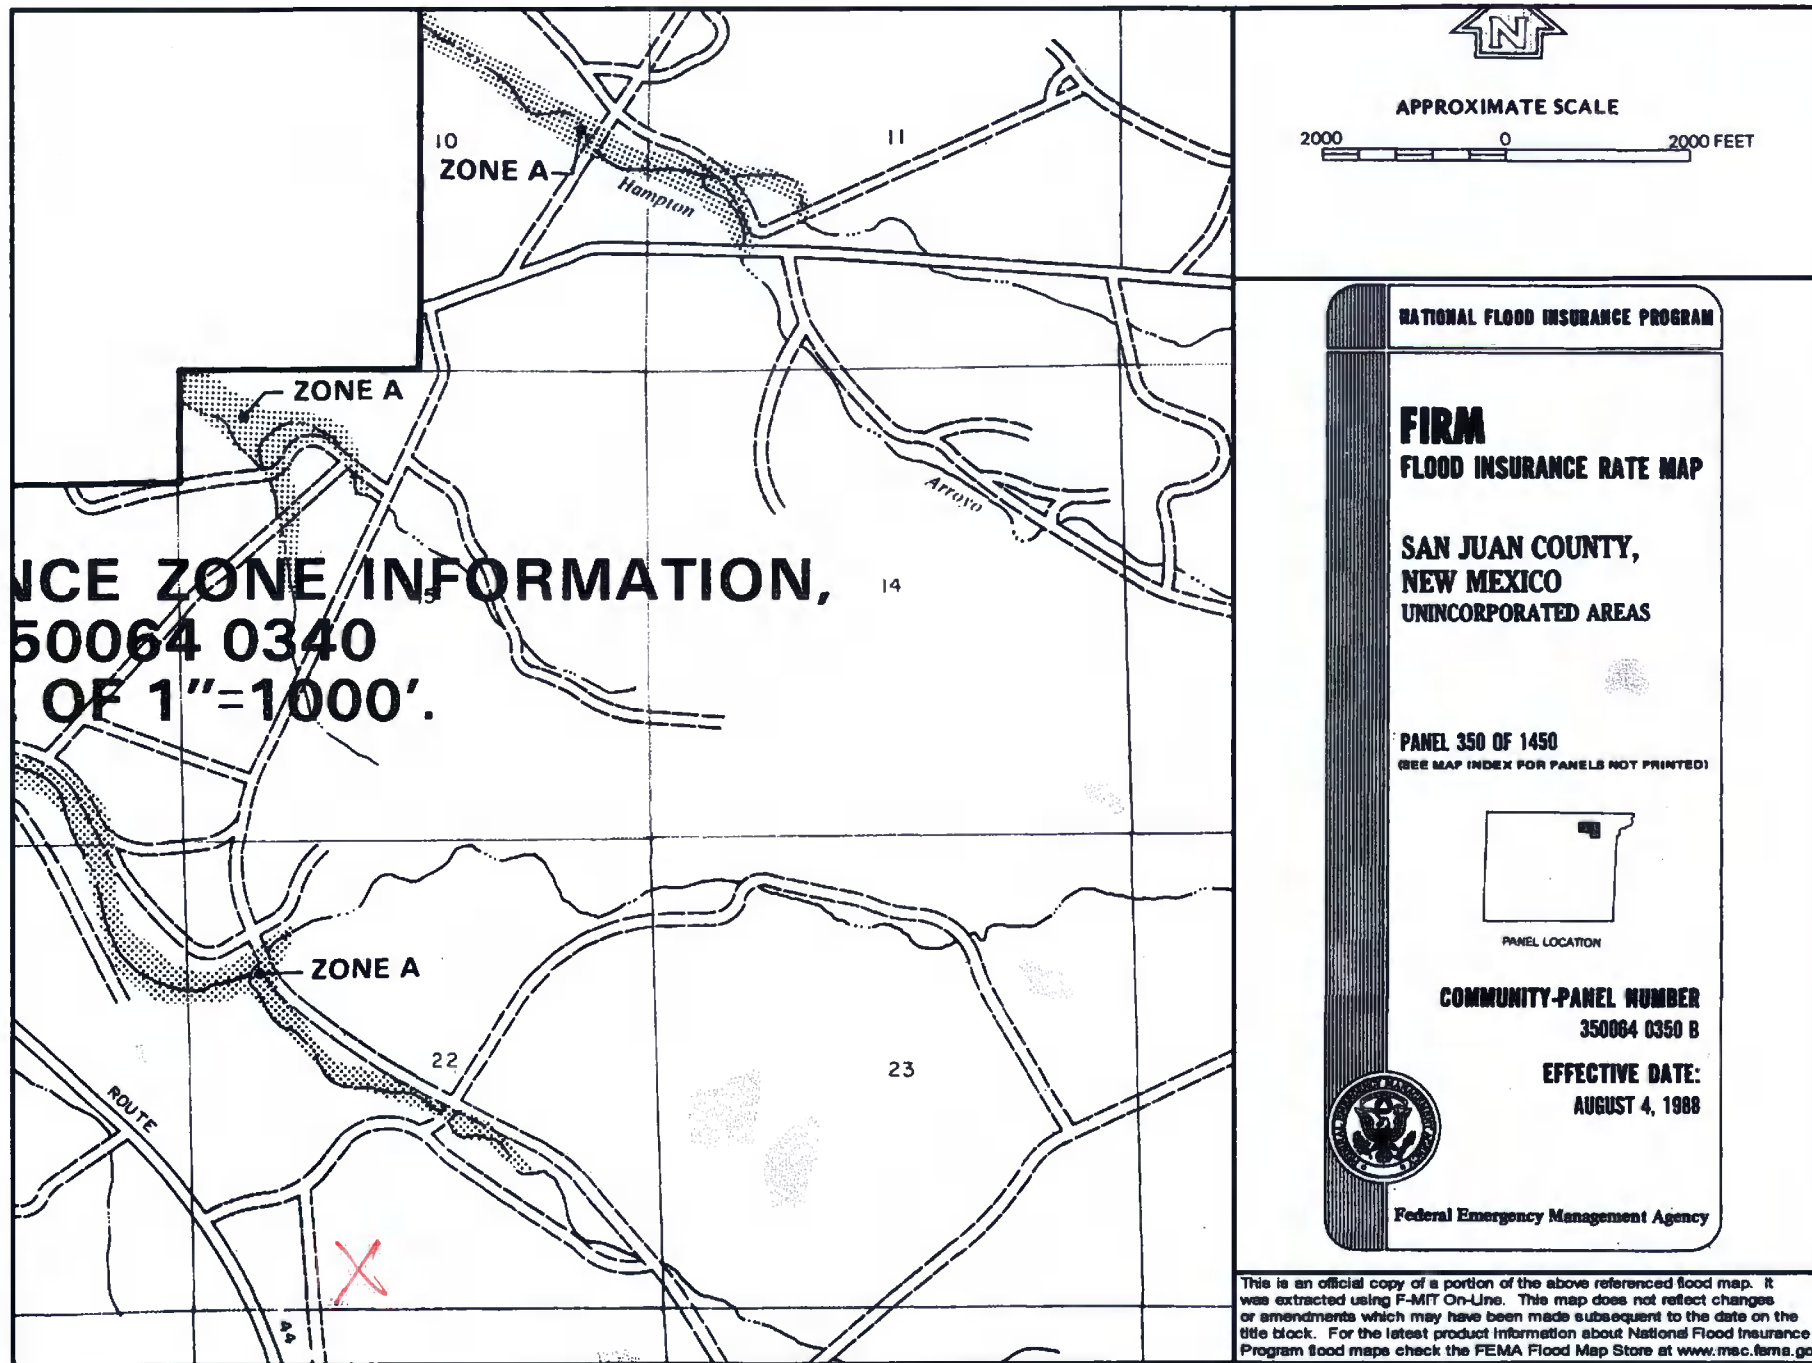 10
ZONE A
Hampton
11
ZONE A
NCE ZONE INFORMATION,
15
14
50064 0340
OF 1"=1000'.
Arroyo
ZONE A
22
23
ROUTE
44
N
APPROXIMATE SCALE
2000 0 2000 FEET
NATIONAL FLOOD INSURANCE PROGRAM
FIRM
FLOOD INSURANCE RATE MAP
SAN JUAN COUNTY,
NEW MEXICO
UNINCORPORATED AREAS
PANEL 350 OF 1450
(SEE MAP INDEX FOR PANELS NOT PRINTED)
PANEL LOCATION
COMMUNITY-PANEL NUMBER
350064 0350 B
EFFECTIVE DATE:
AUGUST 4, 1988
FEDERAL EMERGENCY MANAGEMENT AGENCY
Federal Emergency Management Agency
This is an official copy of a portion of the above referenced flood map. It
was extracted using F-MIT On-Line. This map does not reflect changes
or amendments which may have been made subsequent to the date on the
title block. For the latest product information about National Flood Insurance
Program flood maps check the FEMA Flood Map Store at www.msc.fema.go